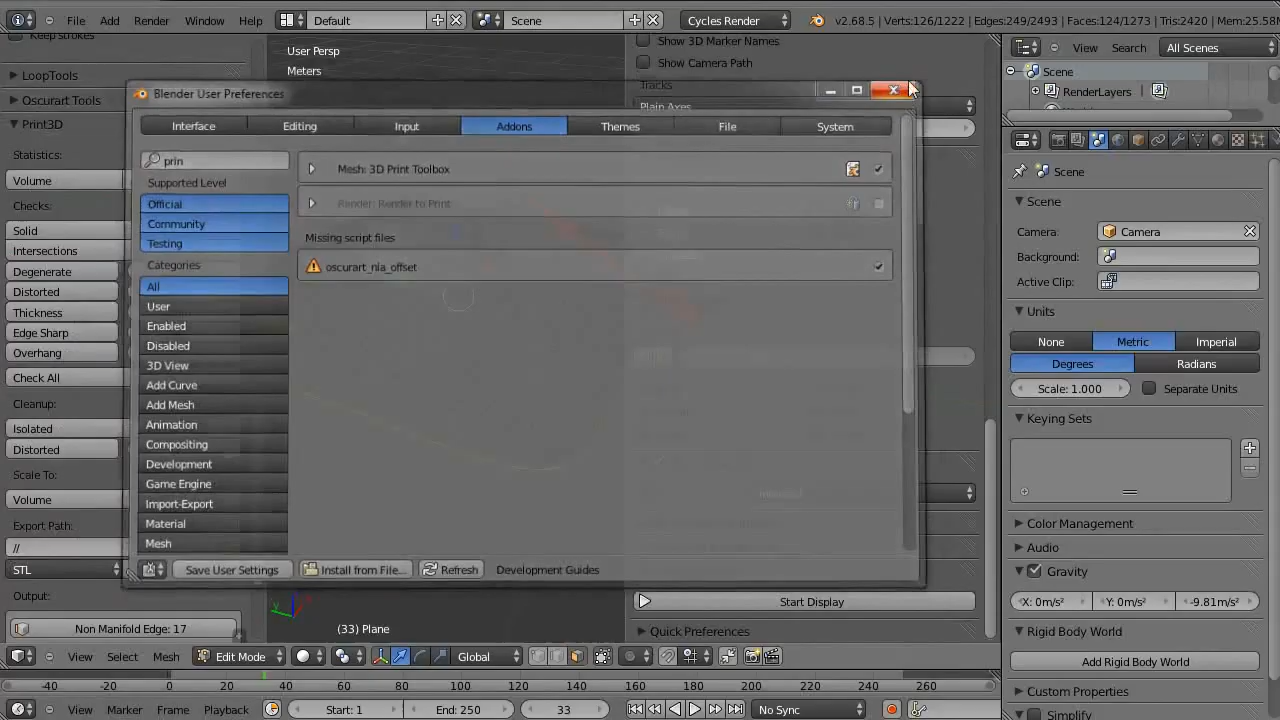 File Add Render Window Help Default Scene Cycles Render v2.68.5 | Verts:126/1222 | Edges:249/2493 | Faces:124/1273 | Tris:2420 | Mem:25.58
Keep strokes
LoopTools
Oscurart Tools
Print3D
Statistics:
Volume
Checks:
Solid
Intersections
Degenerate
Distorted
Thickness
Edge Sharp
Overhang
Check All
Cleanup:
Isolated
Distorted
Scale To:
Volume
Export Path:
//
STL
Output:
Non Manifold Edge: 17
User Persp
Meters
Show 3D Marker Names
Show Camera Path
Tracks
Plain Axes
Blender User Preferences
Interface Editing Input Addons Themes File System
prin
Supported Level
Official
Community
Testing
Categories
All
User
Enabled
Disabled
3D View
Add Curve
Add Mesh
Animation
Compositing
Development
Game Engine
Import-Export
Material
Mesh
Mesh: 3D Print Toolbox
Render: Render to Print
Missing script files
oscurart_nla_offset
Save User Settings Install from File... Refresh Development Guides
(33) Plane
Start Display
Quick Preferences
View Search All Scenes
Scene
RenderLayers
Scene
Scene
Camera: Camera
Background:
Active Clip:
Units
None Metric Imperial
Degrees Radians
Scale: 1.000 Separate Units
Keying Sets
Color Management
Audio
Gravity
X: 0m/s² Y: 0m/s² -9.81m/s²
Rigid Body World
Add Rigid Body World
Custom Properties
Simplify
View Select Mesh Edit Mode Global
-40 -20 0 20 40 60 80 100 120 140 160 180 200 220 240 260
View Marker Frame Playback Start: 1 End: 250 33 No Sync